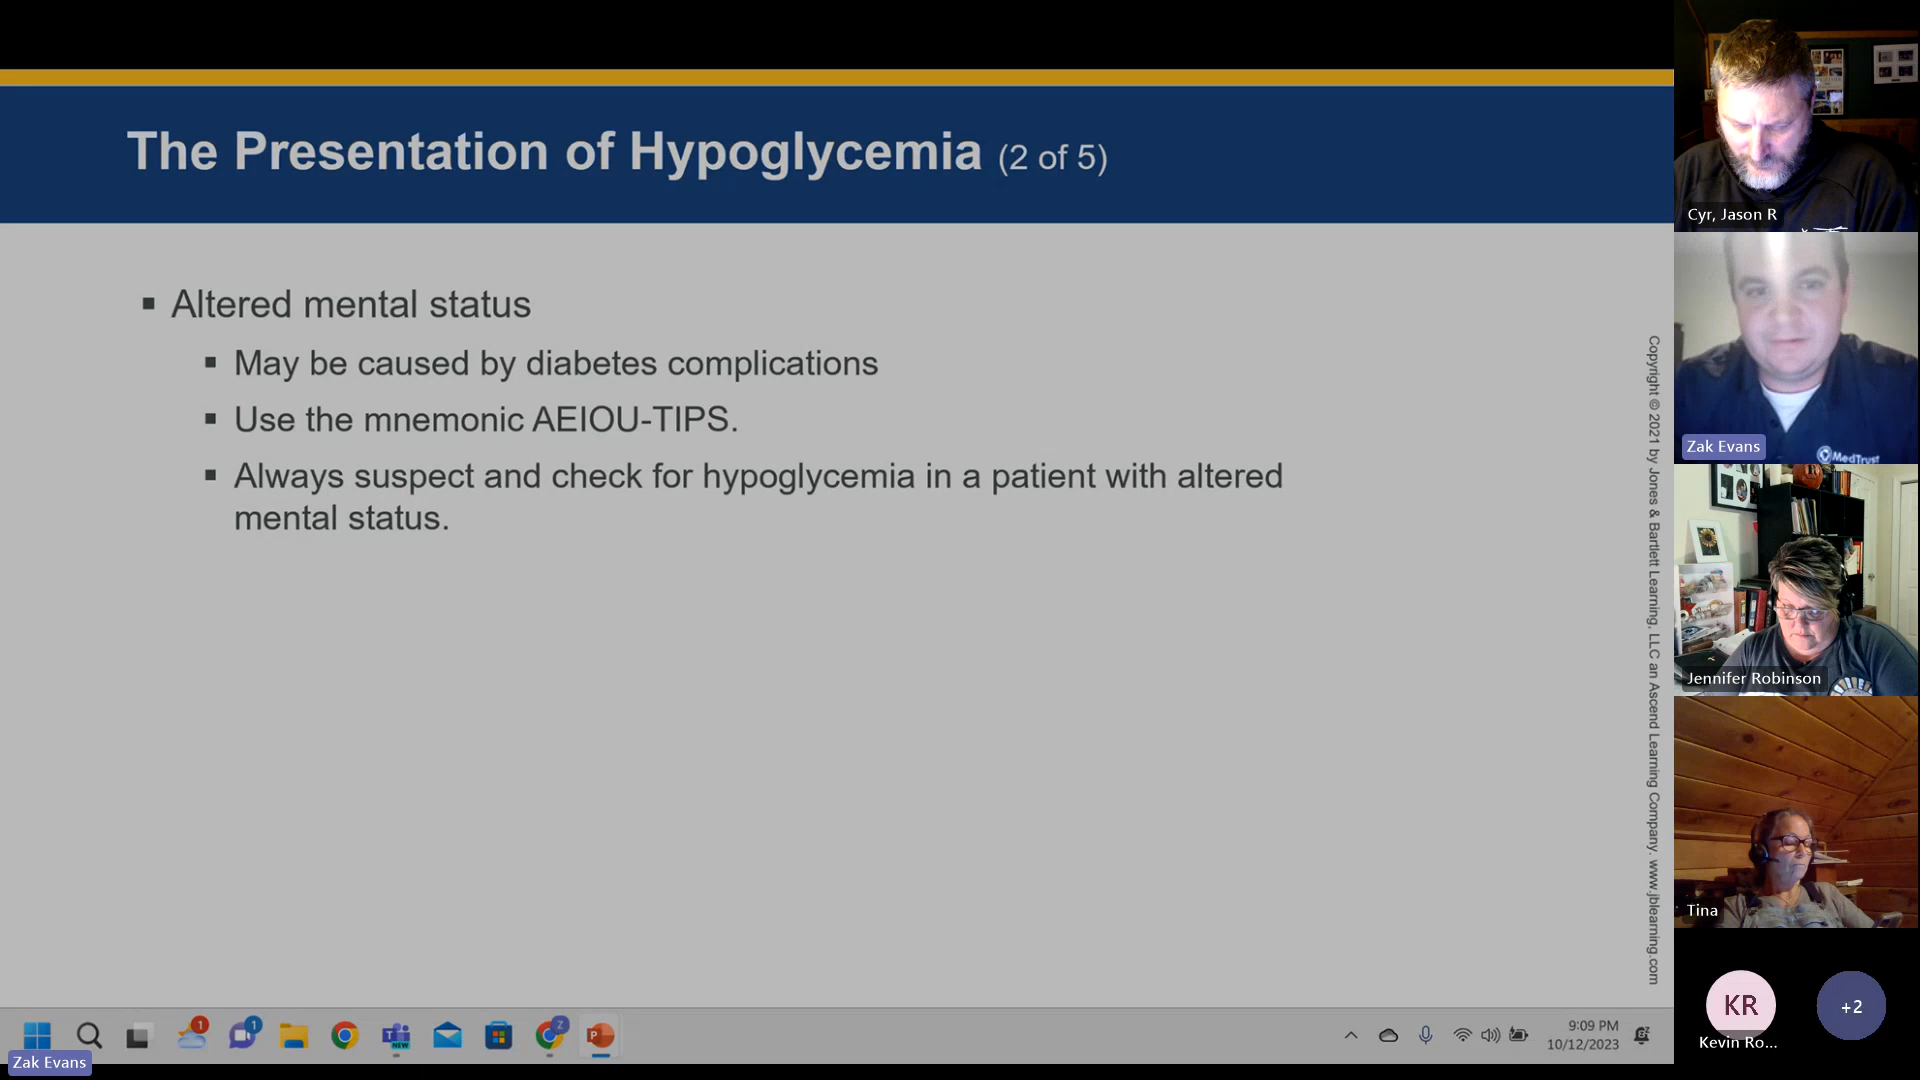 The Presentation of Hypoglycemia (2 of 5)
▪ Altered mental status
▪ May be caused by diabetes complications
▪ Use the mnemonic AEIOU-TIPS.
▪ Always suspect and check for hypoglycemia in a patient with altered
mental status.
Copyright © 2021 by Jones & Bartlett Learning, LLC an Ascend Learning Company. www.jblearning.com
Cyr, Jason R
MedTrust
Zak Evans
Jennifer Robinson
Tina
KR
+2
Kevin Ro...
1
1
NEW
Z
P
9:09 PM
10/12/2023
Zak Evans